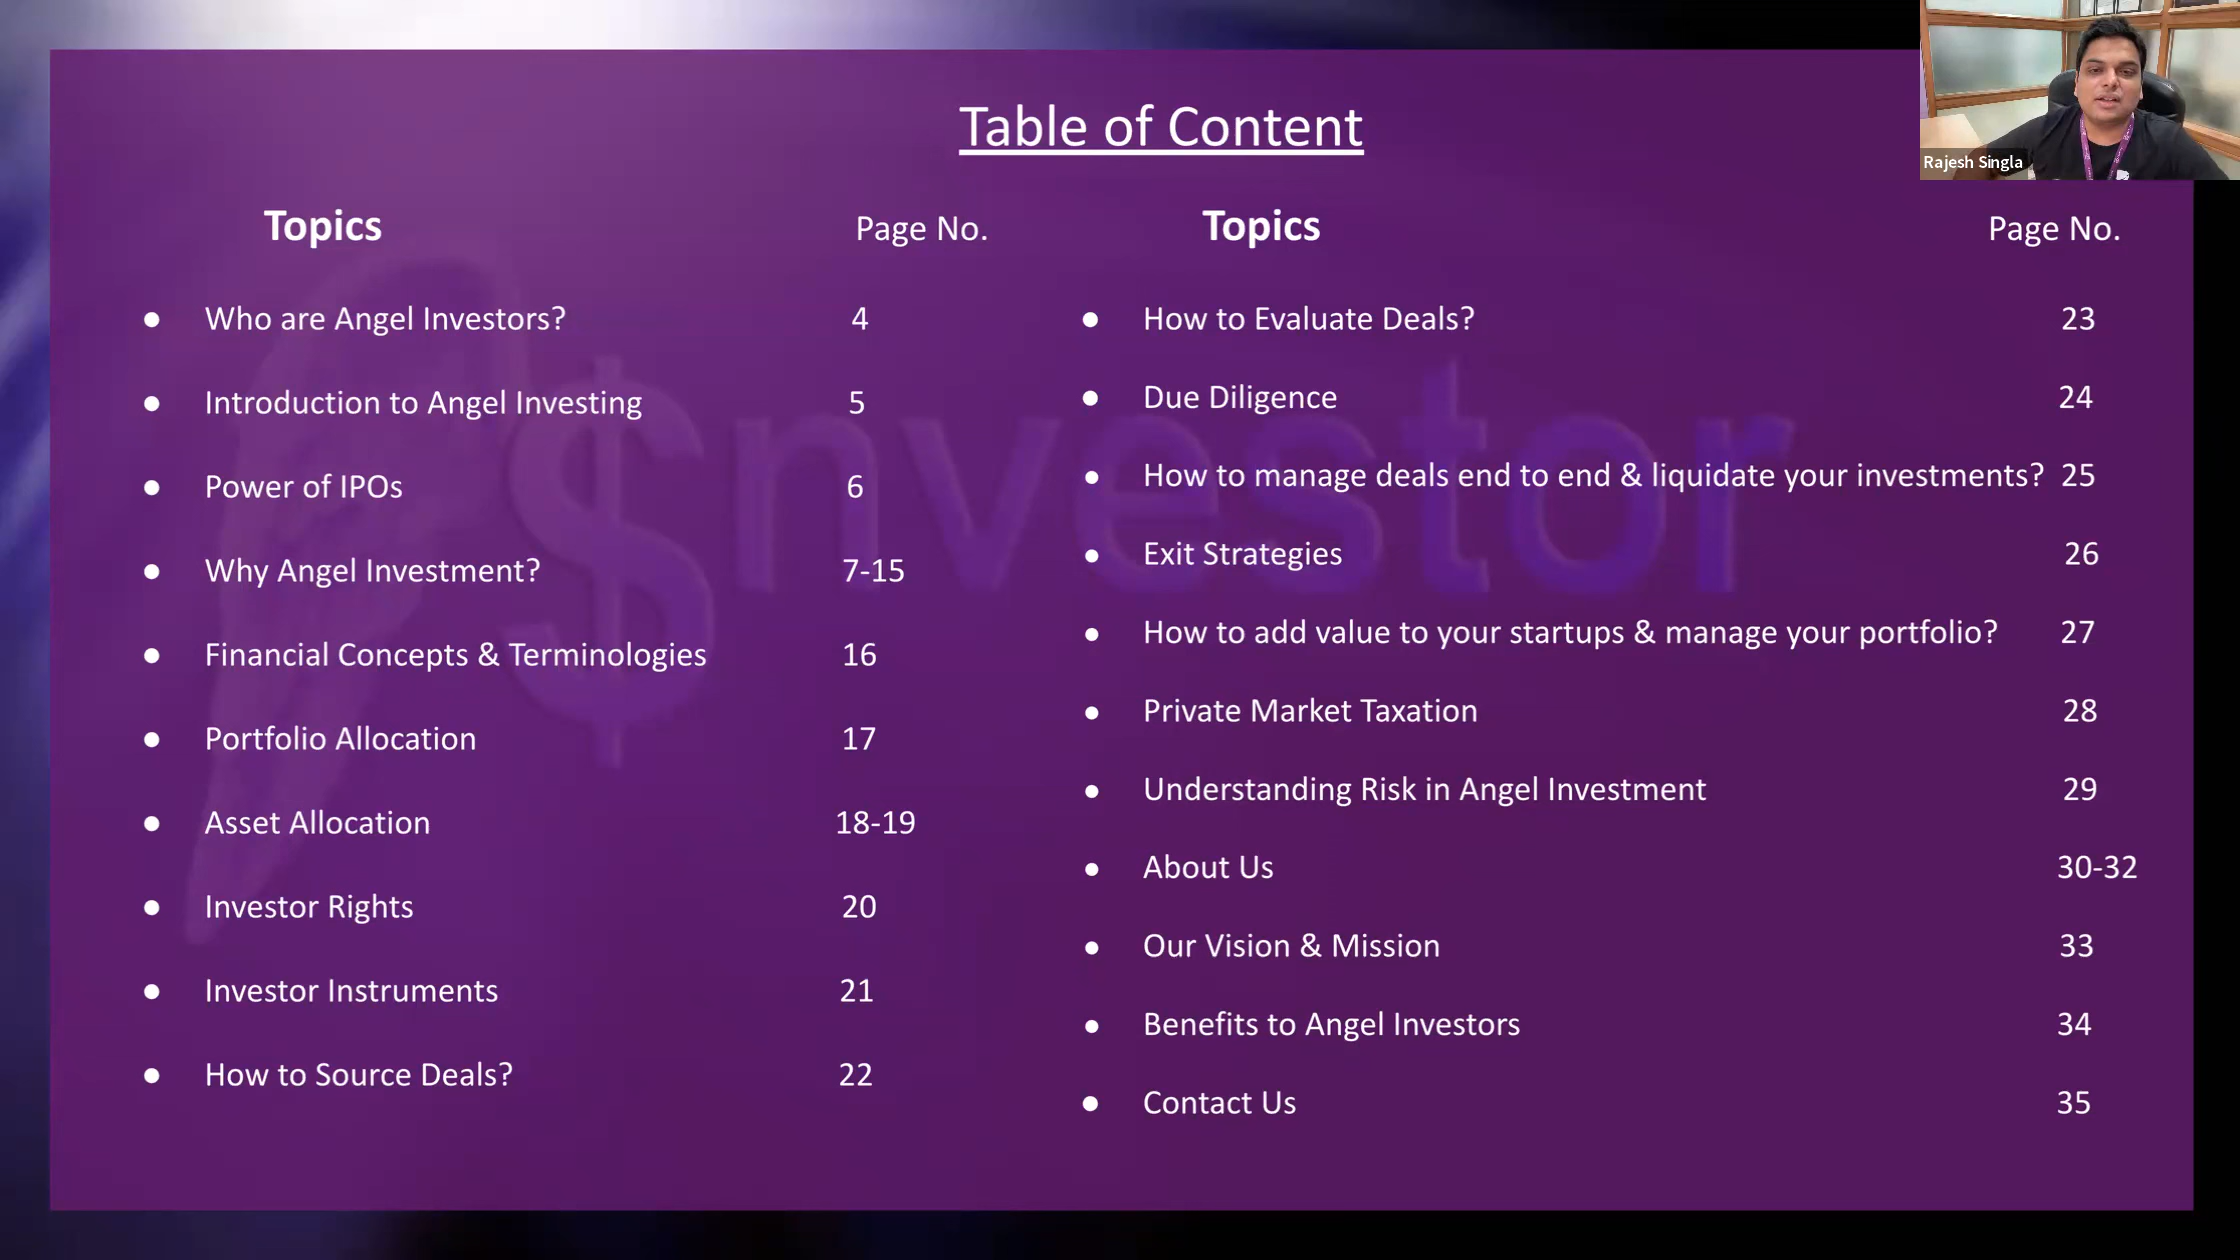 Table of Content
Rajesh Singla
Topics Page No.
Who are Angel Investors? 4
Introduction to Angel Investing 5
Power of IPOs 6
Why Angel Investment? 7-15
Financial Concepts & Terminologies 16
Portfolio Allocation 17
Asset Allocation 18-19
Investor Rights 20
Investor Instruments 21
How to Source Deals? 22
Topics Page No.
How to Evaluate Deals? 23
Due Diligence 24
How to manage deals end to end & liquidate your investments? 25
Exit Strategies 26
How to add value to your startups & manage your portfolio? 27
Private Market Taxation 28
Understanding Risk in Angel Investment 29
About Us 30-32
Our Vision & Mission 33
Benefits to Angel Investors 34
Contact Us 35
$nvestor